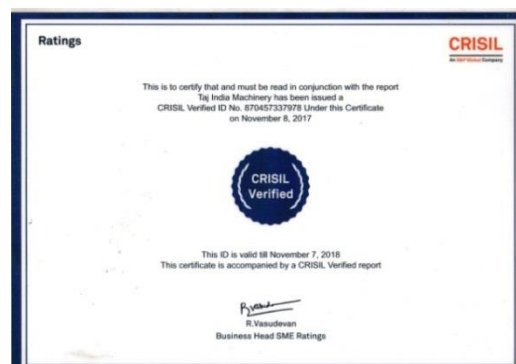 Ratings
CRISIL
An S&P Global Company
This is to certify that and must be read in conjunction with the report
Taj India Machinery has been issued a
CRISIL Verified ID No. 870457337978 Under this Certificate
on November 8, 2017
CRISIL
Verified
This ID is valid till November 7, 2018
This certificate is accompanied by a CRISIL Verified report
R.Vasudevan
Business Head SME Ratings